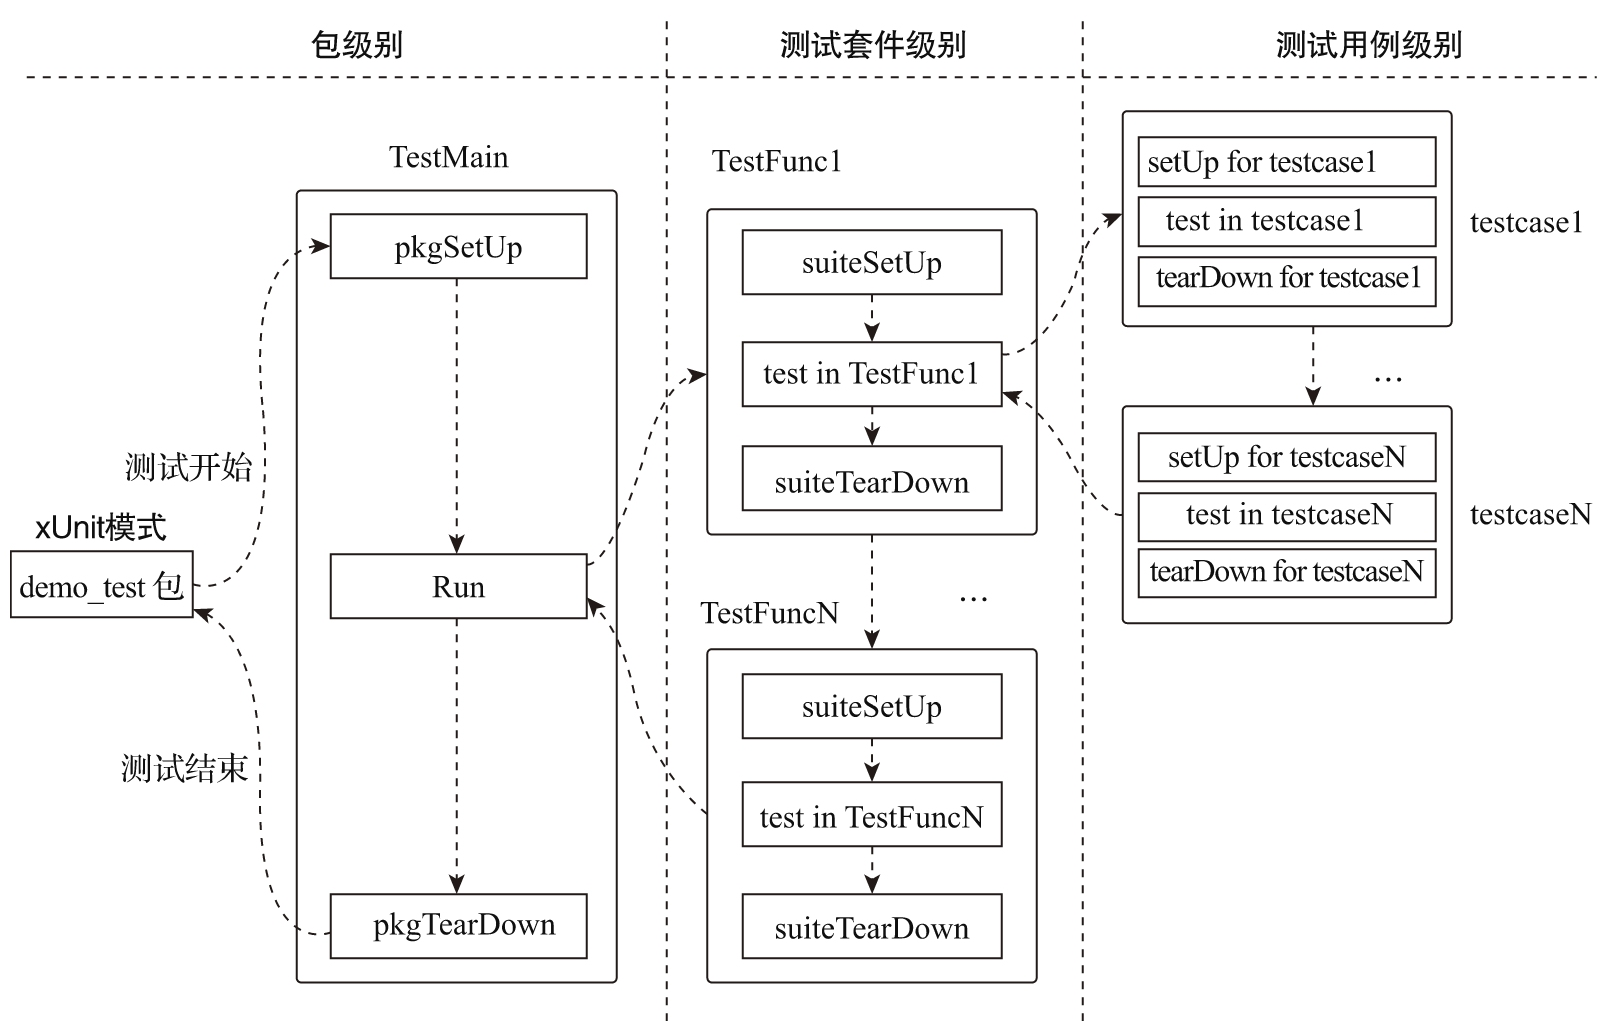 包级别
测试套件级别
测试用例级别
TestMain
pkgSetUp
Run
pkgTearDown
测试开始
xUnit模式
demo_test 包
测试结束
TestFunc1
suiteSetUp
test in TestFunc1
suiteTearDown
...
TestFuncN
suiteSetUp
test in TestFuncN
suiteTearDown
setUp for testcase1
test in testcase1
tearDown for testcase1
testcase1
...
setUp for testcaseN
test in testcaseN
tearDown for testcaseN
testcaseN